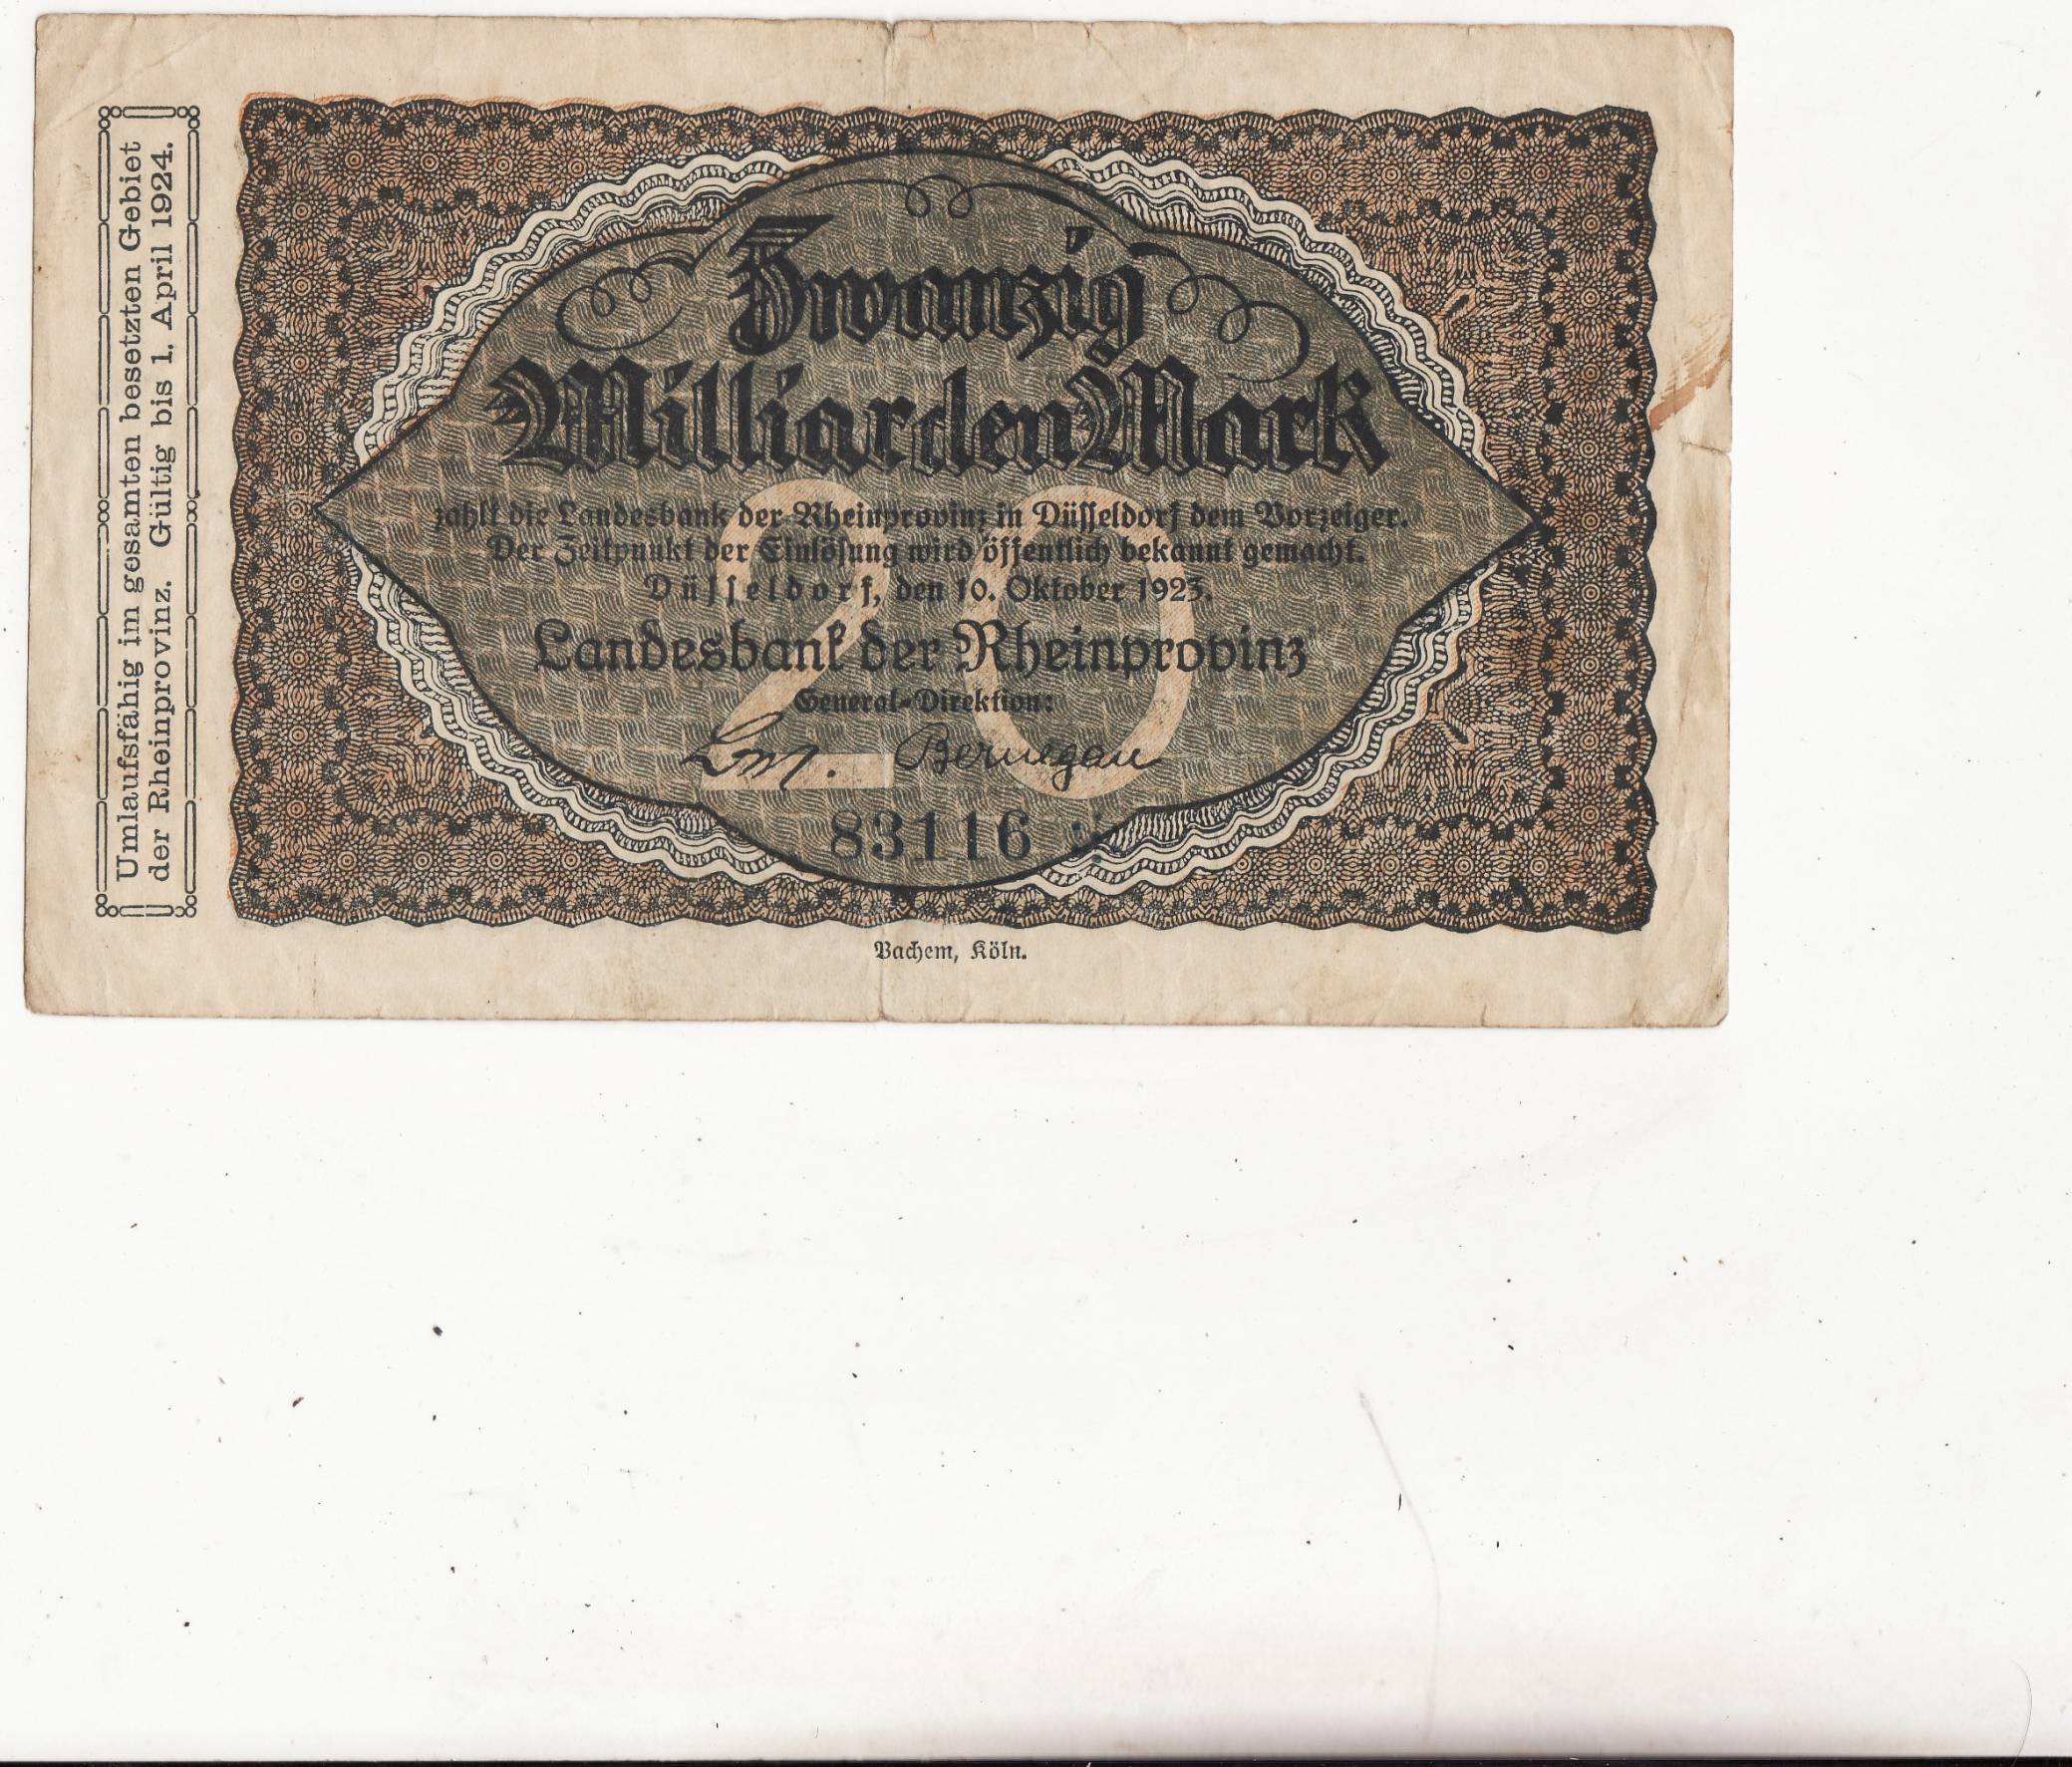 Umlaufsfähig im gesamten besetzten Gebiet
der Rheinprovinz. Gültig bis 1. April 1924.
Zwanzig
Milliarden Mark
20
zahlt die Landesbank der Rheinprovinz in Düsseldorf dem Vorzeiger.
Der Zeitpunkt der Einlösung wird öffentlich bekannt gemacht.
Düsseldorf, den 10. Oktober 1923.
Landesbank der Rheinprovinz
General-Direktion:
Bernegau
83116 *
Bachem, Köln.